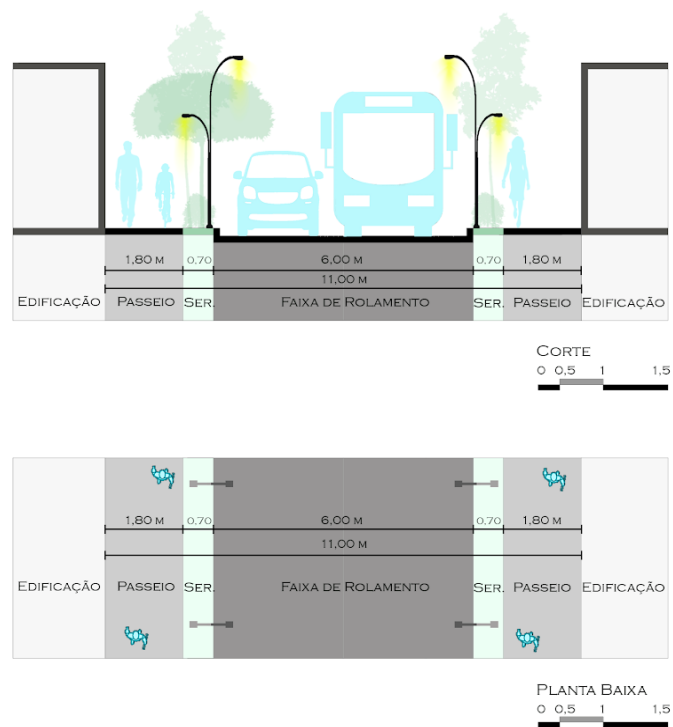 1,80 M 0,70 6,00 M 0,70 1,80 M
11,00 M
EDIFICAÇÃO PASSEIO SER. FAIXA DE ROLAMENTO SER. PASSEIO EDIFICAÇÃO
CORTE
0 0,5 1 1,5
1,80 M 0,70 6,00 M 0,70 1,80 M
11,00 M
EDIFICAÇÃO PASSEIO SER. FAIXA DE ROLAMENTO SER. PASSEIO EDIFICAÇÃO
PLANTA BAIXA
0 0,5 1 1,5